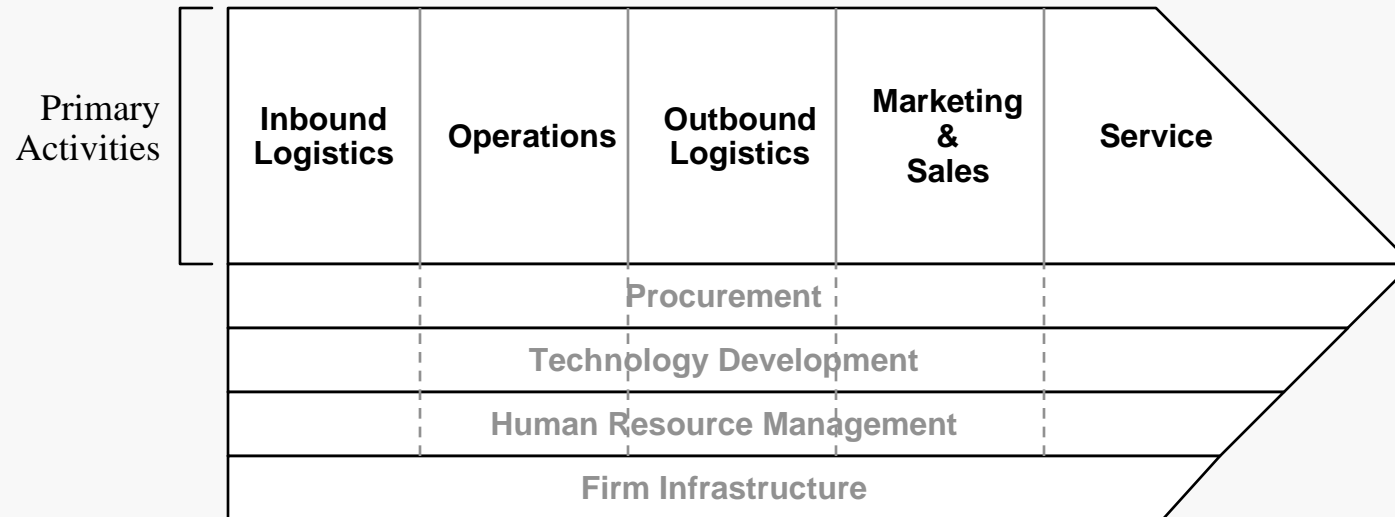 Primary
Activities
Inbound
Logistics
Operations
Outbound
Logistics
Marketing
&
Sales
Service
Procurement
Technology Development
Human Resource Management
Firm Infrastructure